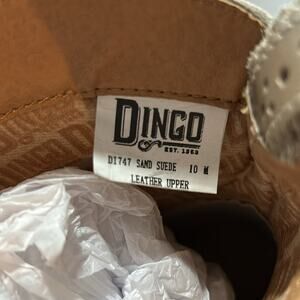 DINGO
EST. 1969
DI747 SAND SUEDE 10 M
LEATHER UPPER